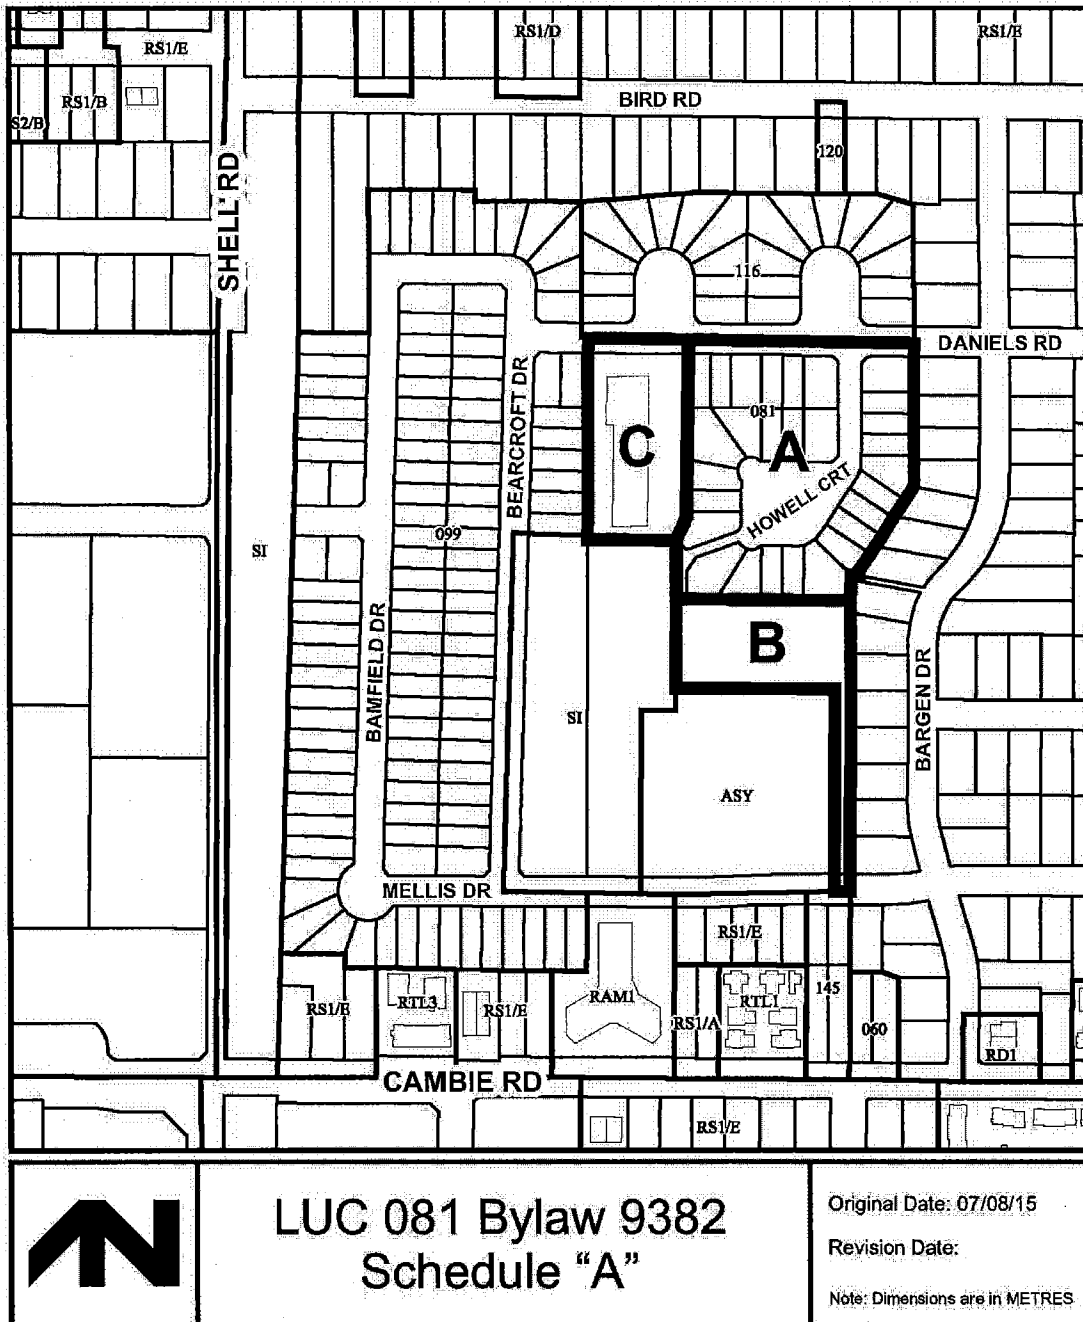 RS1/E
RS1/D
RS1/E
RS1/B
S2/B
BIRD RD
120
SHELL RD
116
DANIELS RD
BEARCROFT DR
081
C
A
HOWELL CRT
099
SI
BAMFIELD DR
B
BARGEN DR
SI
ASY
MELLIS DR
RS1/E
RS1/E
RTL3
RS1/E
RAM1
RS1/A
RTL1
145
060
RD1
CAMBIE RD
RS1/E
LUC 081 Bylaw 9382
Schedule “A”
Original Date: 07/08/15
Revision Date:
Note: Dimensions are in METRES